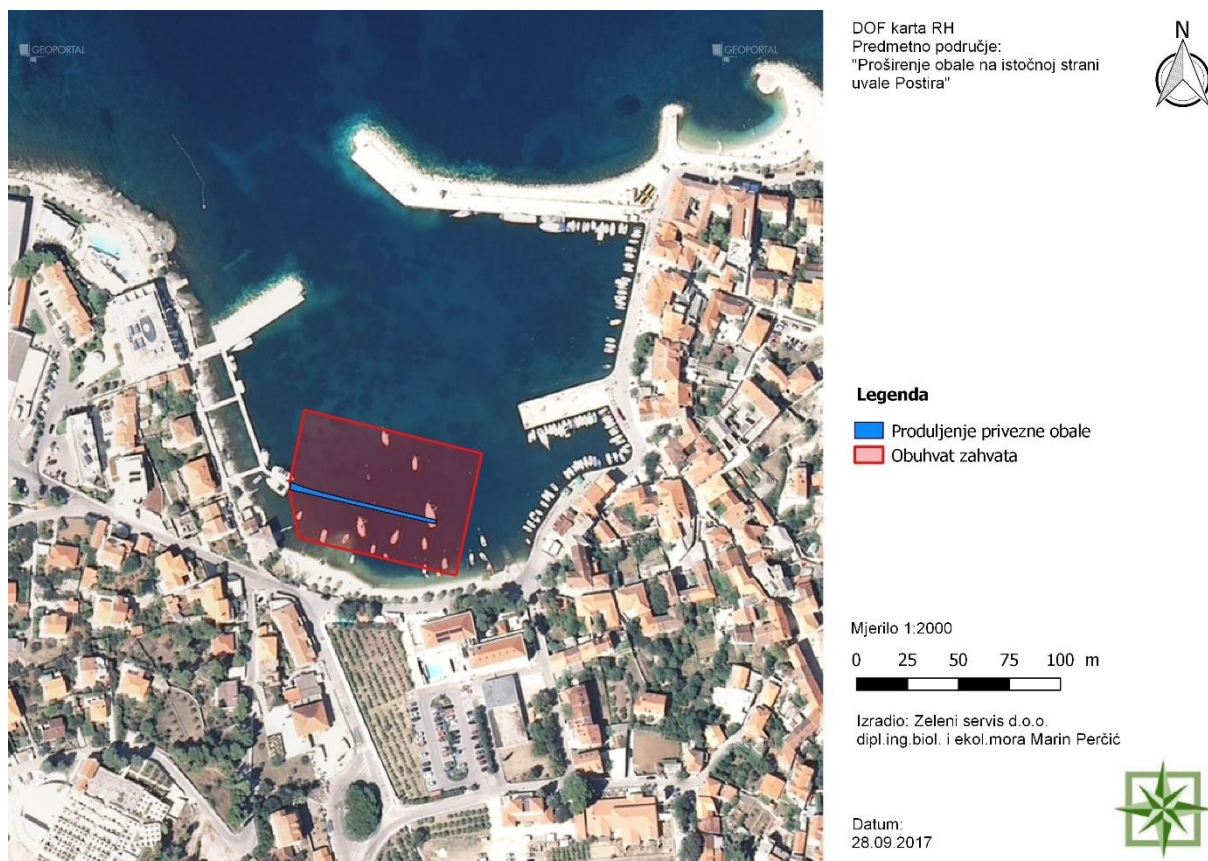 GEOPORTAL
GEOPORTAL
DOF karta RH
Predmetno područje:
"Proširenje obale na istočnoj strani
uvale Postira"
N
Legenda
Produljenje privezne obale
Obuhvat zahvata
Mjerilo 1:2000
0 25 50 75 100 m
Izradio: Zeleni servis d.o.o.
dipl.ing.biol. i ekol.mora Marin Perčić
Datum:
28.09.2017